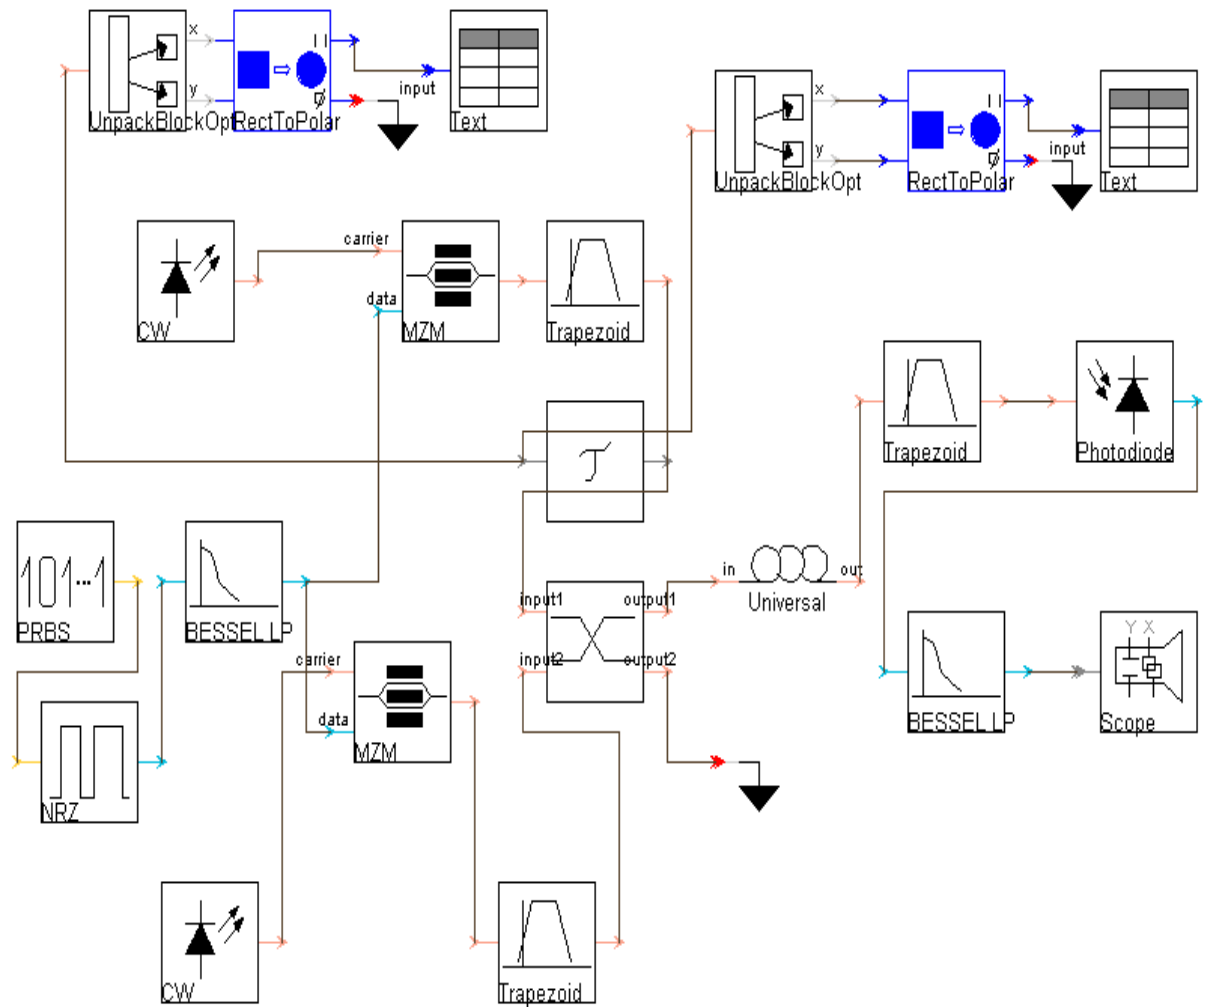 x
y
| |
UnpackBlockOpt
RectToPolar
input
Text
x
y
| |
UnpackBlockOpt
RectToPolar
input
Text
carrier
data
CW
MZM
Trapezoid
Trapezoid
Photodiode
101...1
PRBS
BESSEL LP
in
out
Universal
input1
output1
input2
output2
carrier
data
MZM
Y X
BESSEL LP
Scope
NRZ
CW
Trapezoid